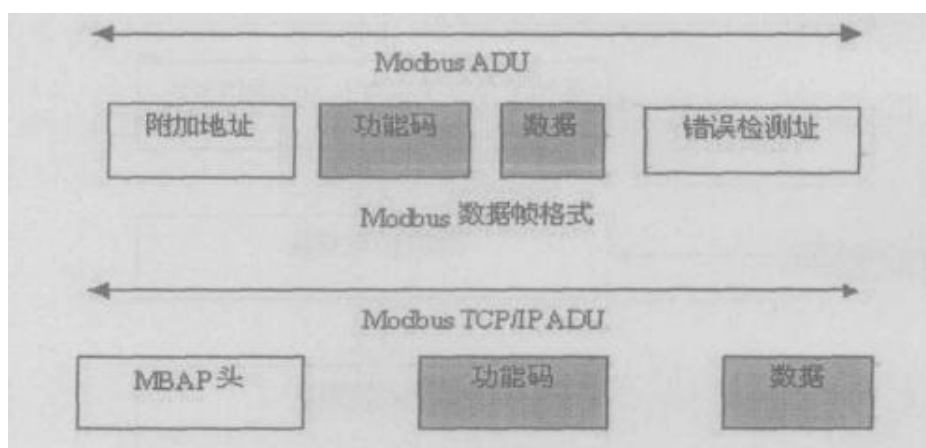 Modbus ADU
附加地址 功能码 数据 错误检测址
Modbus 数据帧格式
Modbus TCP/IP ADU
MBAP 头 功能码 数据